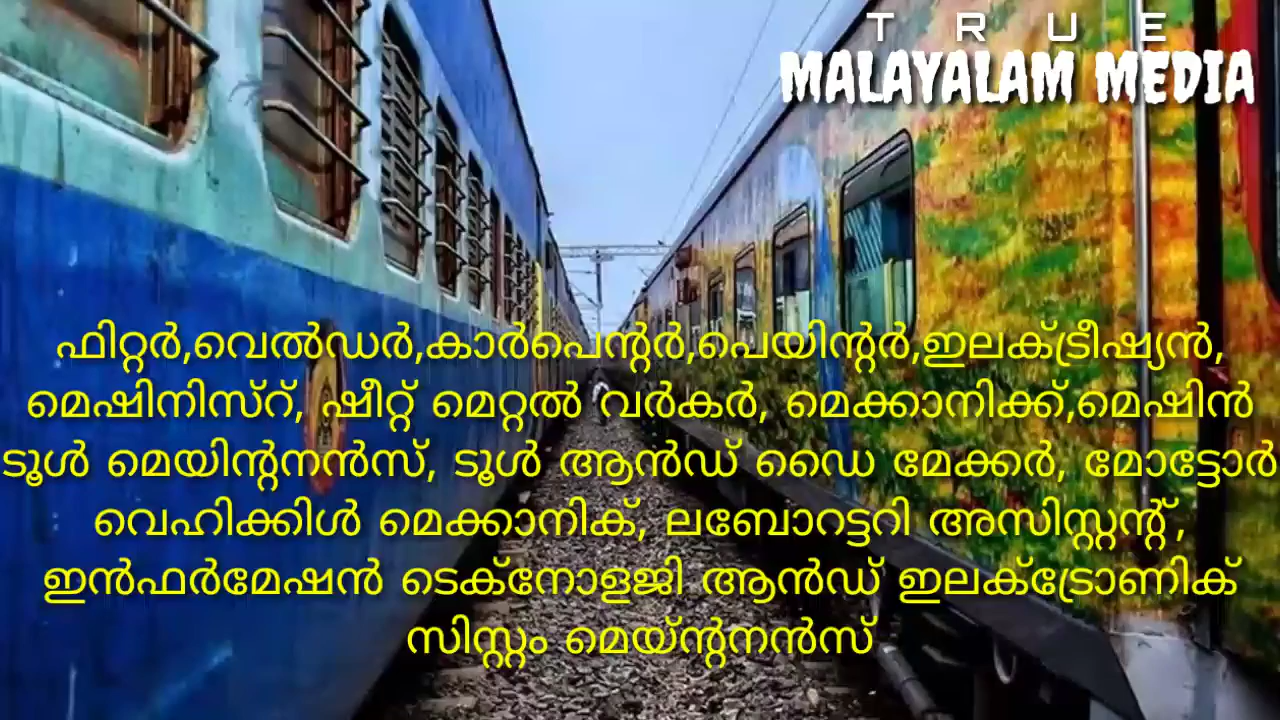 TRUE
MALAYALAM MEDIA
ഫിറ്റർ,വെൽഡർ,കാർപെന്റർ,പെയിന്റർ,ഇലക്ട്രീഷ്യൻ,
മെഷിനിസ്റ്, ഷീറ്റ് മെറ്റൽ വർകർ, മെക്കാനിക്ക്,മെഷിൻ
ടൂൾ മെയിന്റനൻസ്, ടൂൾ ആൻഡ് ഡൈ മേക്കർ, മോട്ടോർ
വെഹിക്കിൾ മെക്കാനിക്, ലബോറട്ടറി അസിസ്റ്റന്റ്,
ഇൻഫർമേഷൻ ടെക്നോളജി ആൻഡ് ഇലക്ട്രോണിക്
സിസ്റ്റം മെയ്ന്റനൻസ്